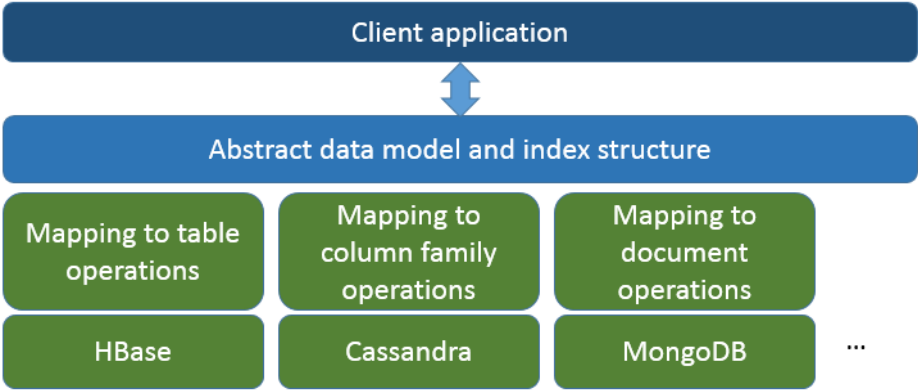 Client application
Abstract data model and index structure
Mapping to table
operations
Mapping to
column family
operations
Mapping to
document
operations
HBase
Cassandra
MongoDB
...